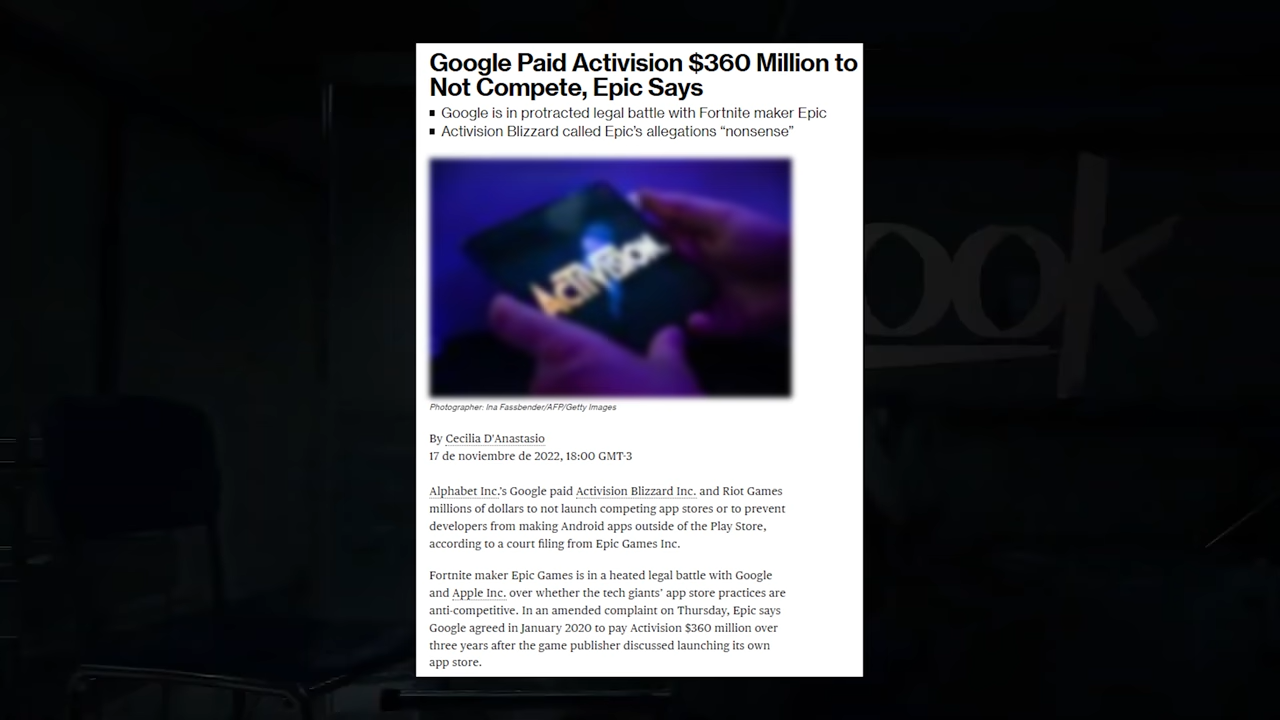 Google Paid Activision $360 Million to
Not Compete, Epic Says
Google is in protracted legal battle with Fortnite maker Epic
Activision Blizzard called Epic's allegations “nonsense”
ACTIVISION
Photographer: Ina Fassbender/AFP/Getty Images
By Cecilia D'Anastasio
17 de noviembre de 2022, 18:00 GMT-3
Alphabet Inc.'s Google paid Activision Blizzard Inc. and Riot Games
millions of dollars to not launch competing app stores or to prevent
developers from making Android apps outside of the Play Store,
according to a court filing from Epic Games Inc.
Fortnite maker Epic Games is in a heated legal battle with Google
and Apple Inc. over whether the tech giants' app store practices are
anti-competitive. In an amended complaint on Thursday, Epic says
Google agreed in January 2020 to pay Activision $360 million over
three years after the game publisher discussed launching its own
app store.